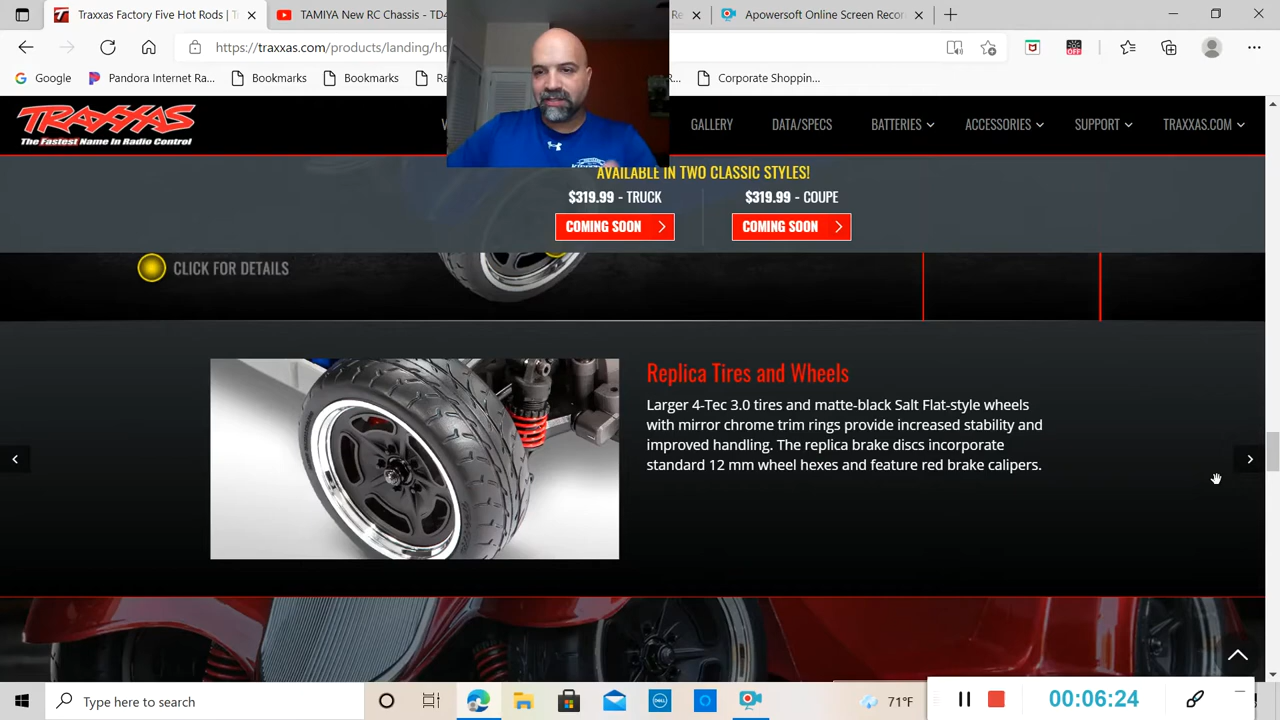 Traxxas Factory Five Hot Rods | T
TAMIYA New RC Chassis - TD4
Re
Apowersoft Online Screen Recor
https://traxxas.com/products/landing/ho
Google
Pandora Internet Ra...
Bookmarks
Bookmarks
Ra
R...
Corporate Shoppin...
OFF
TRAXXAS
The Fastest Name In Radio Control
V
GALLERY
DATA/SPECS
BATTERIES
ACCESSORIES
SUPPORT
TRAXXAS.COM
AVAILABLE IN TWO CLASSIC STYLES!
$319.99 - TRUCK
$319.99 - COUPE
COMING SOON
COMING SOON
CLICK FOR DETAILS
Replica Tires and Wheels
Larger 4-Tec 3.0 tires and matte-black Salt Flat-style wheels
with mirror chrome trim rings provide increased stability and
improved handling. The replica brake discs incorporate
standard 12 mm wheel hexes and feature red brake calipers.
Type here to search
DELL
71°F
00:06:24